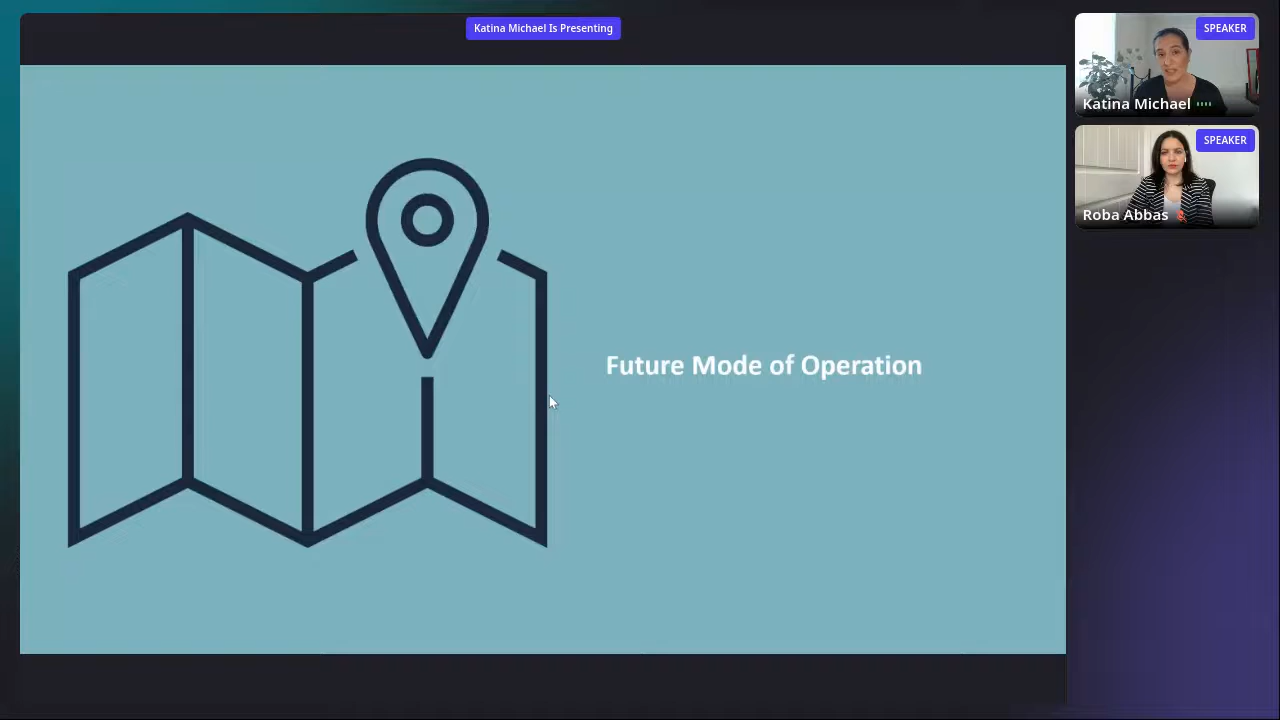 Katina Michael Is Presenting
SPEAKER
Katina Michael
SPEAKER
Roba Abbas
Future Mode of Operation